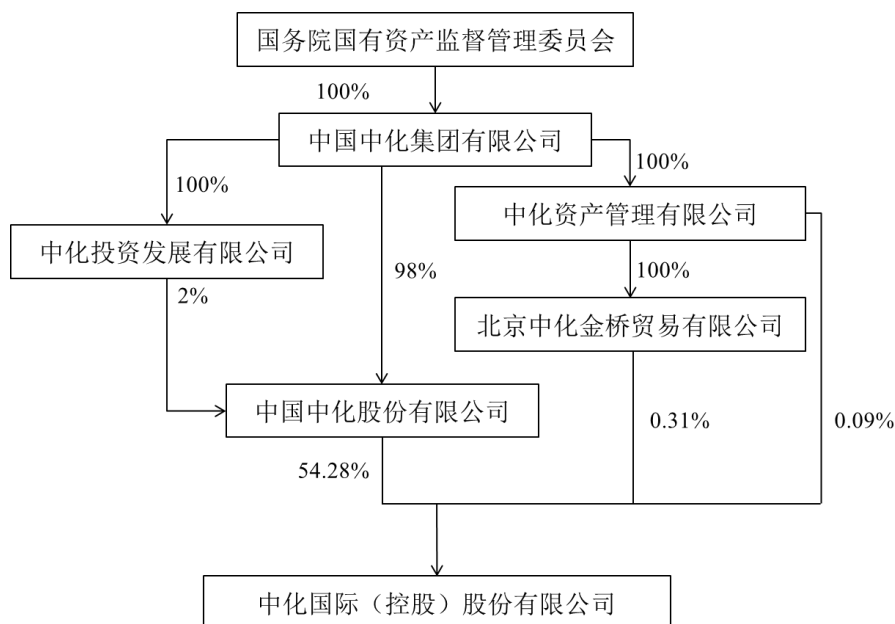 国务院国有资产监督管理委员会
100%
中国中化集团有限公司
100%
100%
中化资产管理有限公司
中化投资发展有限公司
2%
98%
100%
北京中化金桥贸易有限公司
中国中化股份有限公司
0.31%
0.09%
54.28%
中化国际（控股）股份有限公司